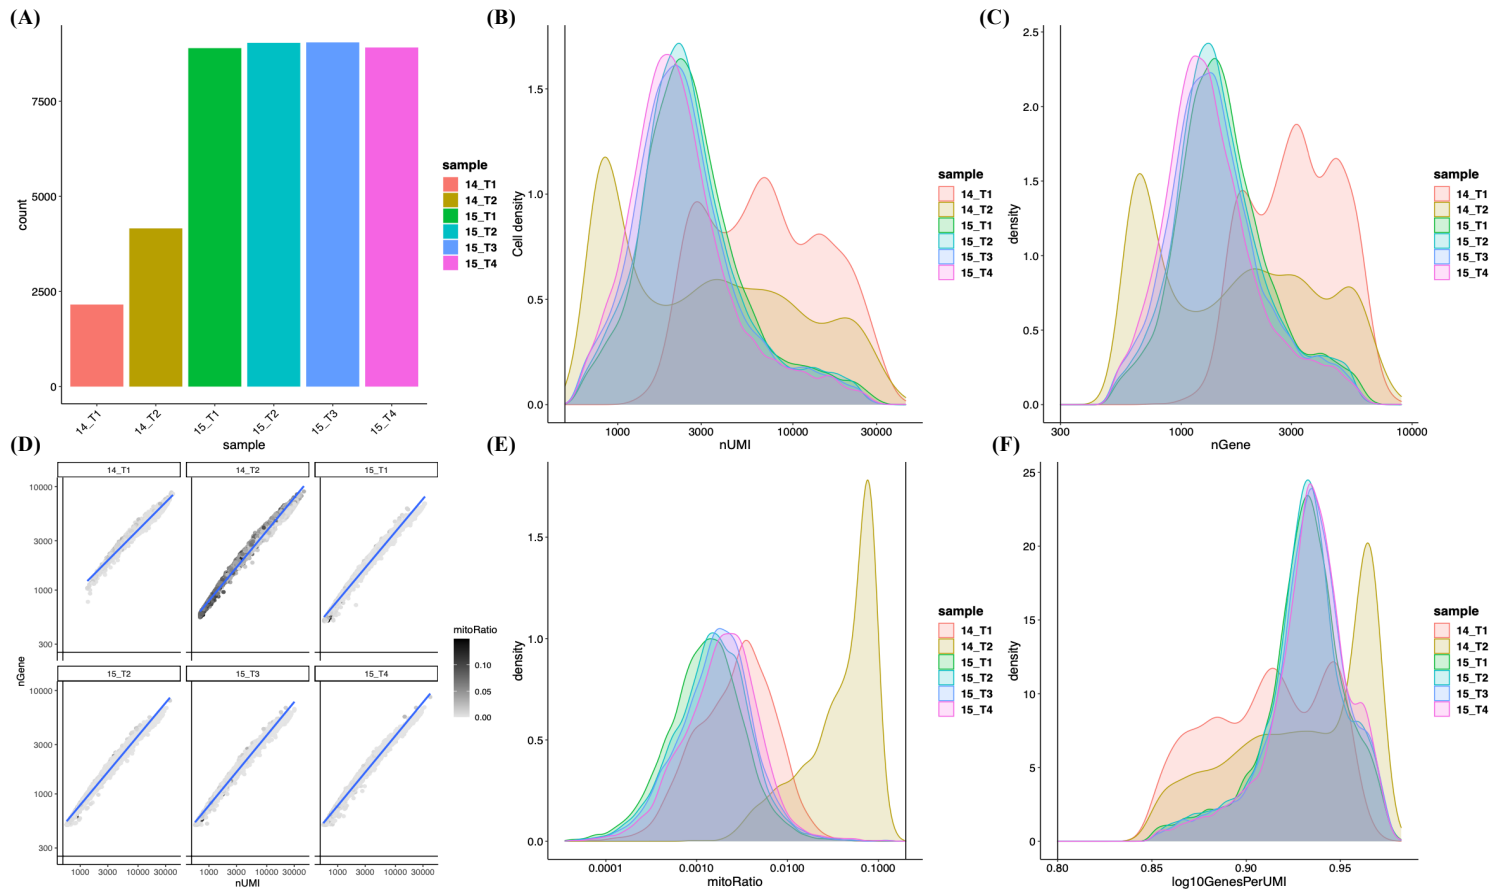 (A)
count
7500
5000
2500
0
14_T1
14_T2
15_T1
15_T2
15_T3
15_T4
sample
sample
14_T1
14_T2
15_T1
15_T2
15_T3
15_T4
(B)
Cell density
1.5
1.0
0.5
0.0
1000 3000 10000 30000
nUMI
sample
14_T1
14_T2
15_T1
15_T2
15_T3
15_T4
(C)
density
2.5
2.0
1.5
1.0
0.5
0.0
300 1000 3000 10000
nGene
sample
14_T1
14_T2
15_T1
15_T2
15_T3
15_T4
(D)
14_T1 14_T2 15_T1
10000
3000
1000
300
nGene
15_T2 15_T3 15_T4
10000
3000
1000
300
1000 3000 10000 30000 1000 3000 10000 30000 1000 3000 10000 30000
nUMI
mitoRatio
0.10
0.05
0.00
(E)
density
1.5
1.0
0.5
0.0
0.0001 0.0010 0.0100 0.1000
mitoRatio
sample
14_T1
14_T2
15_T1
15_T2
15_T3
15_T4
(F)
density
25
20
15
10
5
0
0.80 0.85 0.90 0.95
log10GenesPerUMI
sample
14_T1
14_T2
15_T1
15_T2
15_T3
15_T4